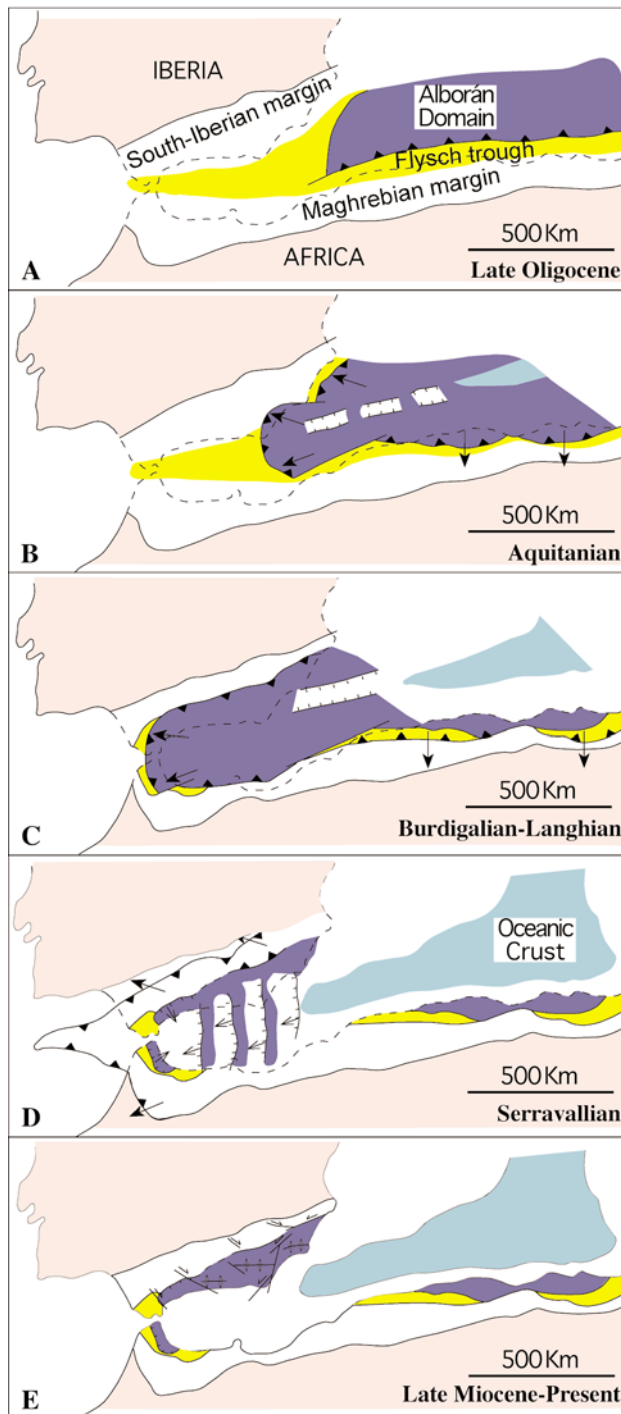 IBERIA
South-Iberian margin
Alborán
Domain
Flysch trough
Maghrebian margin
AFRICA
500 Km
A
Late Oligocene
500 Km
B
Aquitanian
500 Km
C
Burdigalian-Langhian
Oceanic
Crust
500 Km
D
Serravallian
500 Km
E
Late Miocene-Present